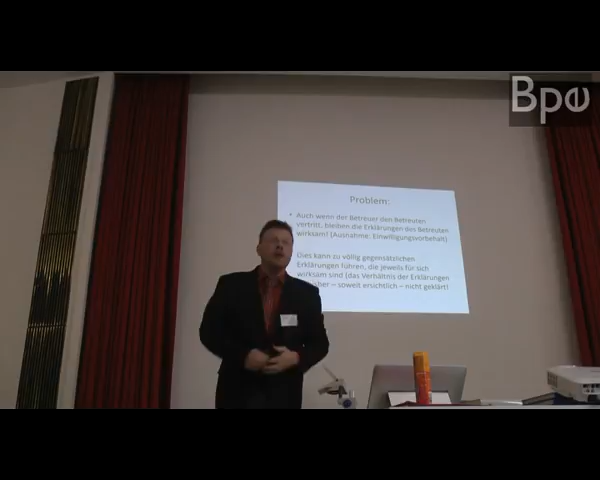 Bpe
Problem:
• Auch wenn der Betreuer den Betreuten
vertritt, bleiben die Erklärungen des Betreuten
wirksam! (Ausnahme: Einwilligungsvorbehalt)
Dies kann zu völlig gegensätzlichen
Erklärungen führen, die jeweils für sich
wirksam sind (das Verhältnis der Erklärungen
– soweit ersichtlich – nicht geklärt!